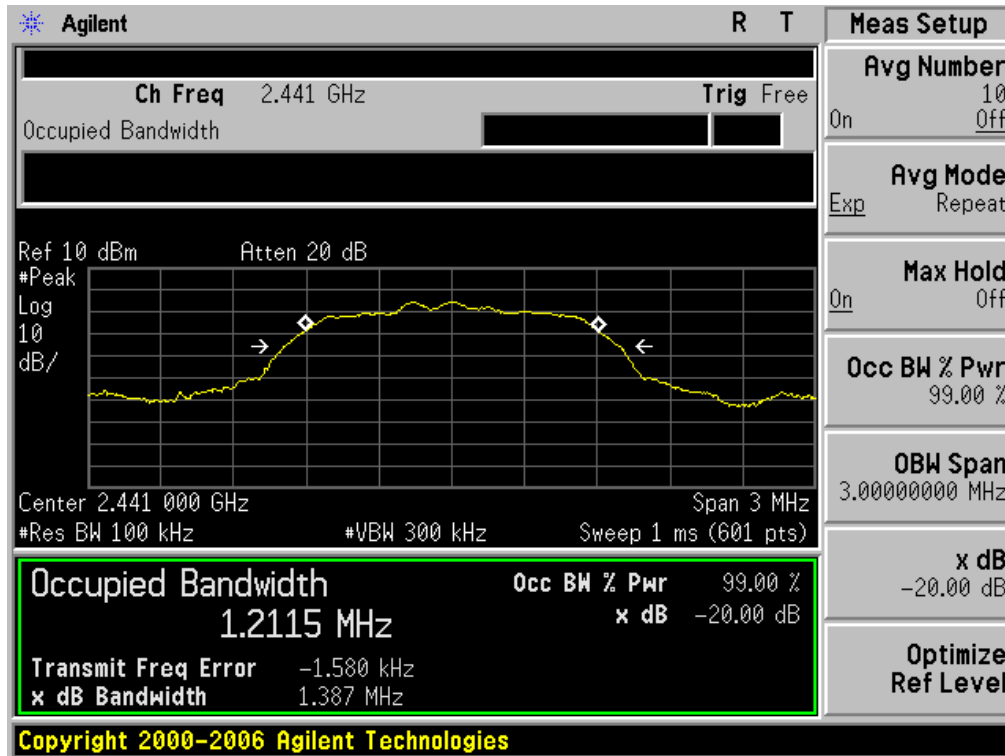 Agilent R T
Ch Freq 2.441 GHz Trig Free
Occupied Bandwidth
Ref 10 dBm Atten 20 dB
#Peak
Log
10
dB/
Center 2.441 000 GHz Span 3 MHz
#Res BW 100 kHz #VBW 300 kHz Sweep 1 ms (601 pts)
Occupied Bandwidth Occ BW % Pwr 99.00 %
1.2115 MHz x dB -20.00 dB
Transmit Freq Error -1.580 kHz
x dB Bandwidth 1.387 MHz
Copyright 2000-2006 Agilent Technologies
Meas Setup
Avg Number
10
On Off
Avg Mode
Exp Repeat
Max Hold
On Off
Occ BW % Pwr
99.00 %
OBW Span
3.00000000 MHz
x dB
-20.00 dB
Optimize
Ref Level